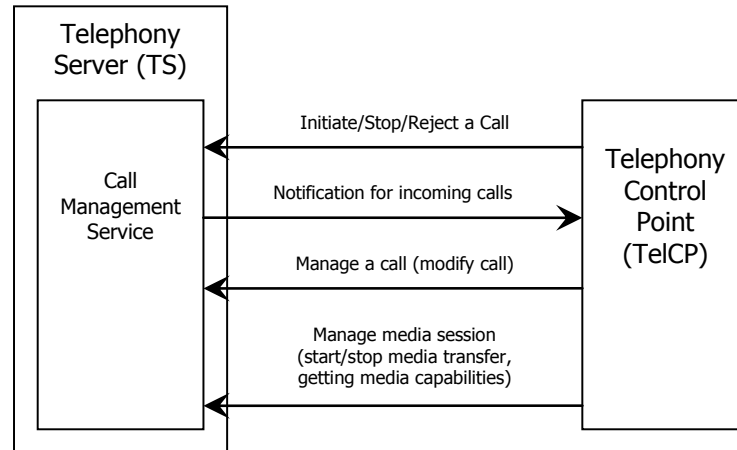 Telephony
Server (TS)
Call
Management
Service
Initiate/Stop/Reject a Call
Notification for incoming calls
Manage a call (modify call)
Manage media session
(start/stop media transfer,
getting media capabilities)
Telephony
Control
Point
(TelCP)